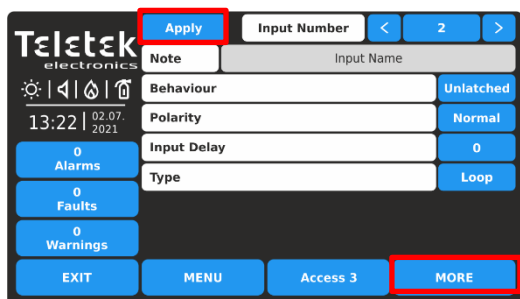 Teletek
electronics
Apply
Input Number
<
2
>
Note
Input Name
Behaviour
Unlatched
Polarity
Normal
13:22
02.07.
2021
Input Delay
0
Type
Loop
0
Alarms
0
Faults
0
Warnings
EXIT
MENU
Access 3
MORE